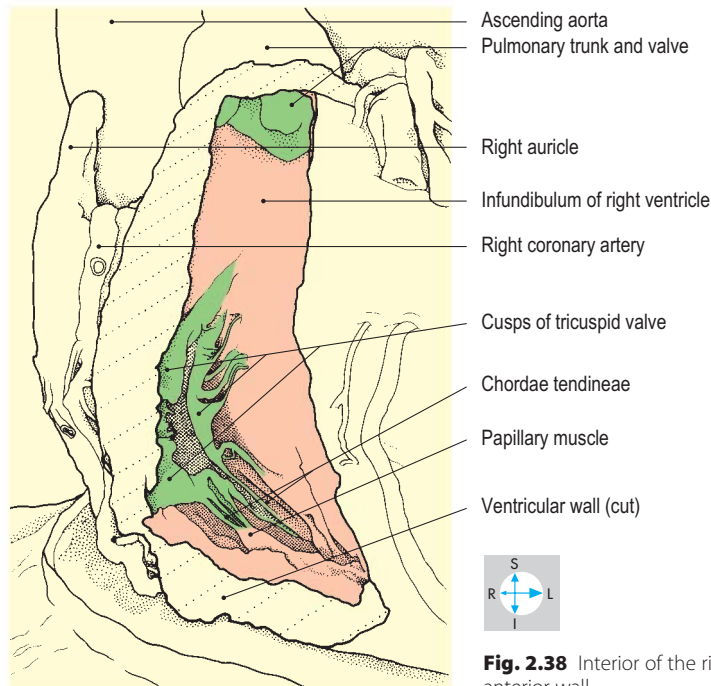 Ascending aorta
Pulmonary trunk and valve
Right auricle
Infundibulum of right ventricle
Right coronary artery
Cusps of tricuspid valve
Chordae tendineae
Papillary muscle
Ventricular wall (cut)
S
R L
I
Fig. 2.38 Interior of the ri